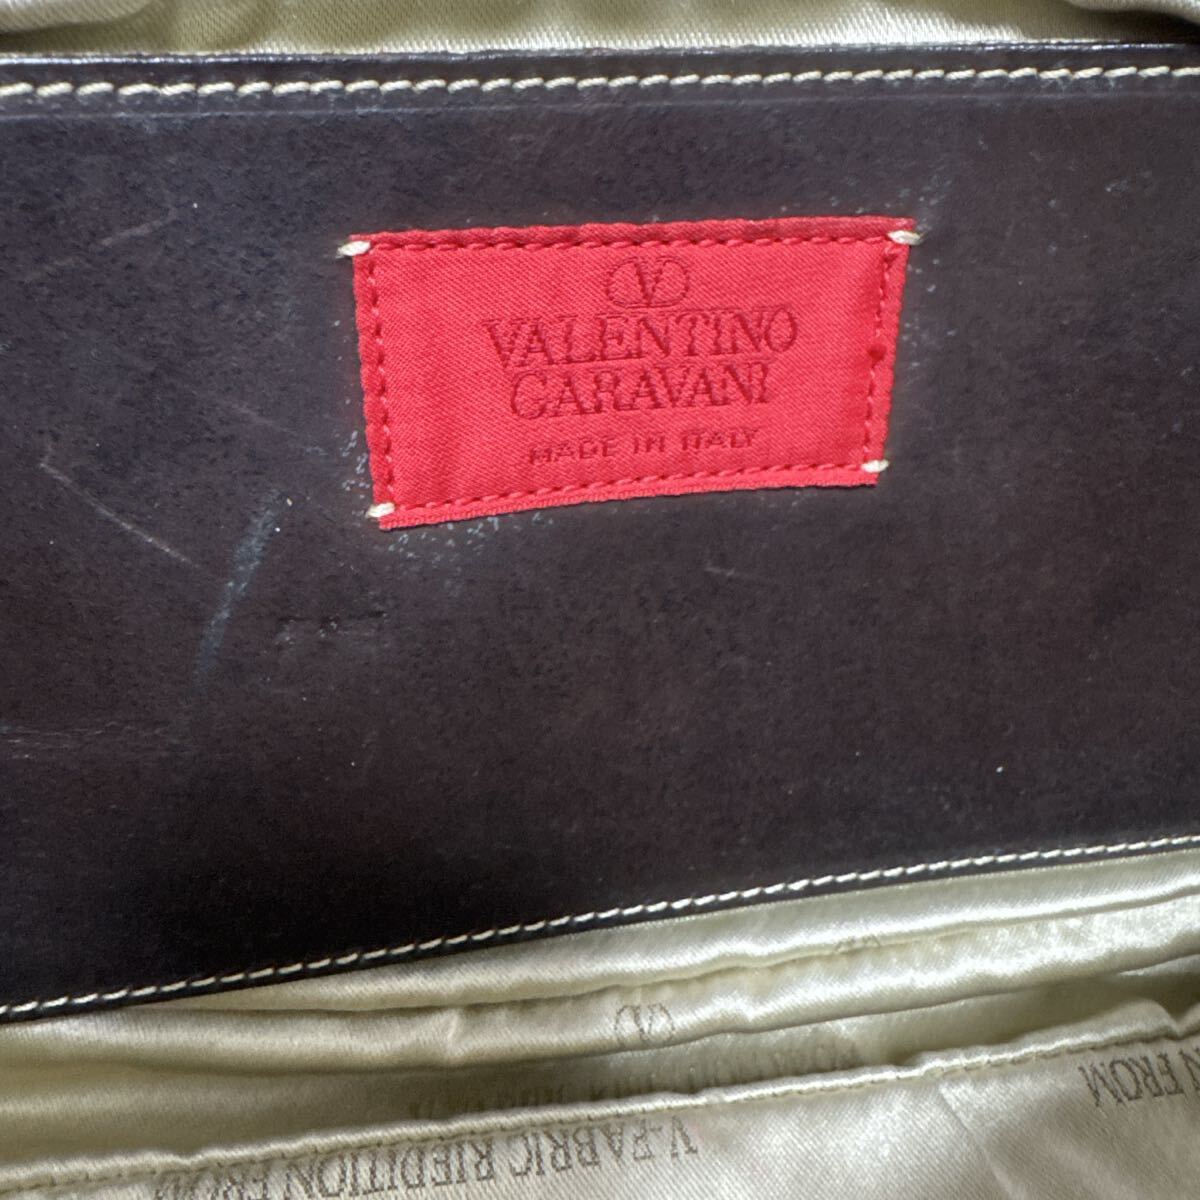 V
VALENTINO
GARAVANI
MADE IN ITALY
V
N FROM
V-FABRIC RIEDITION FROM